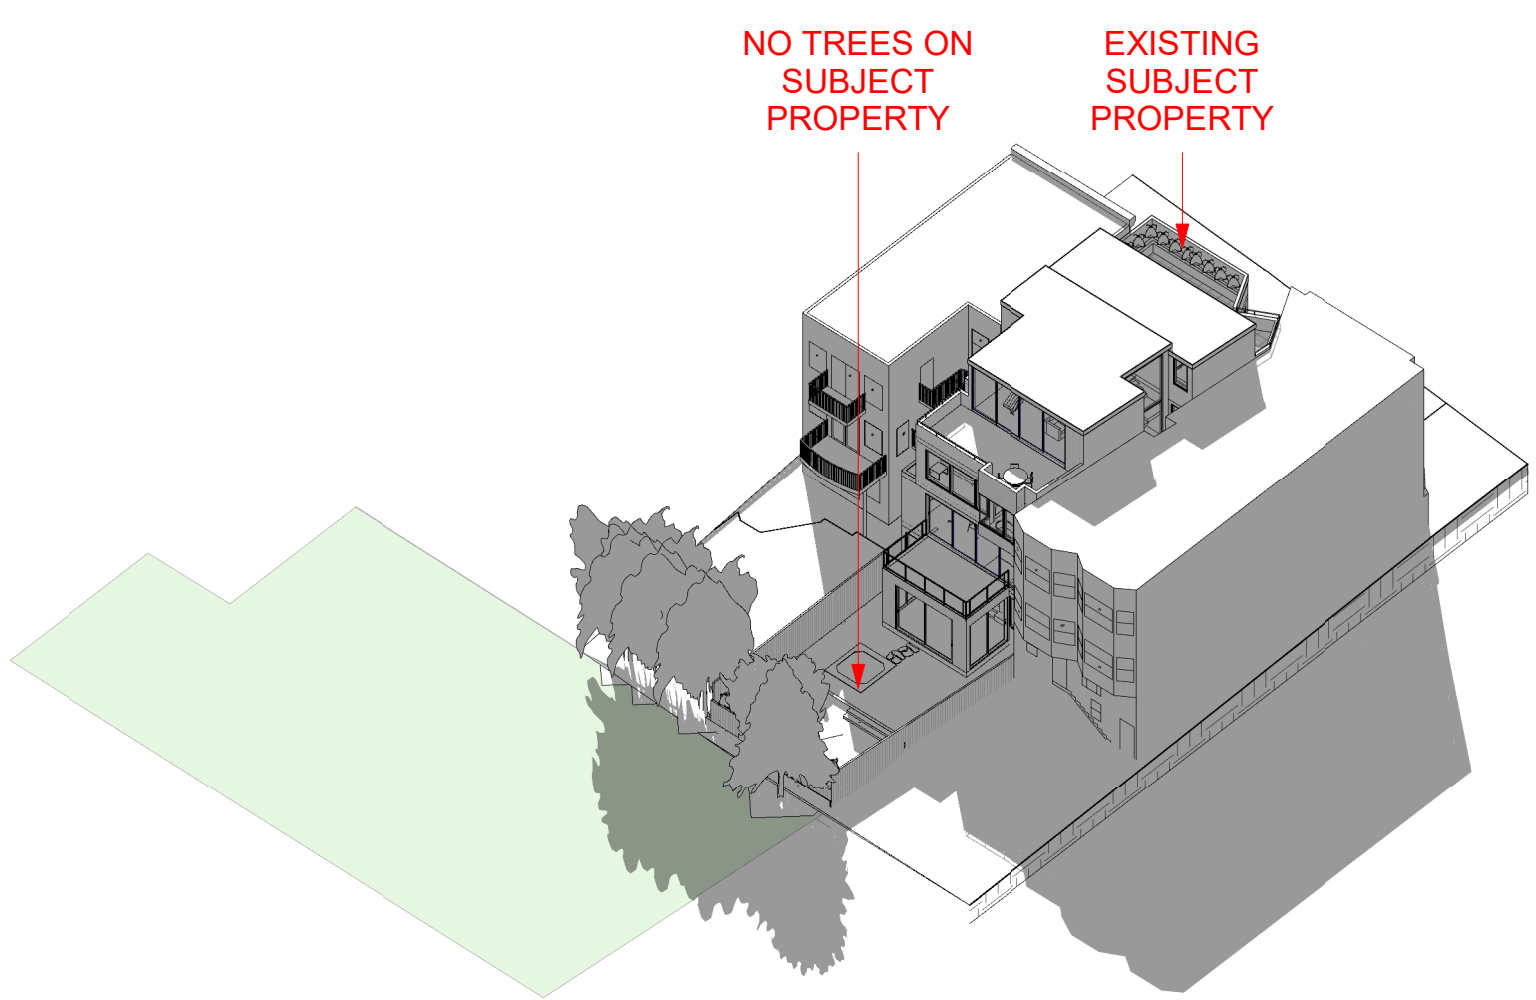 NO TREES ON
SUBJECT
PROPERTY
EXISTING
SUBJECT
PROPERTY